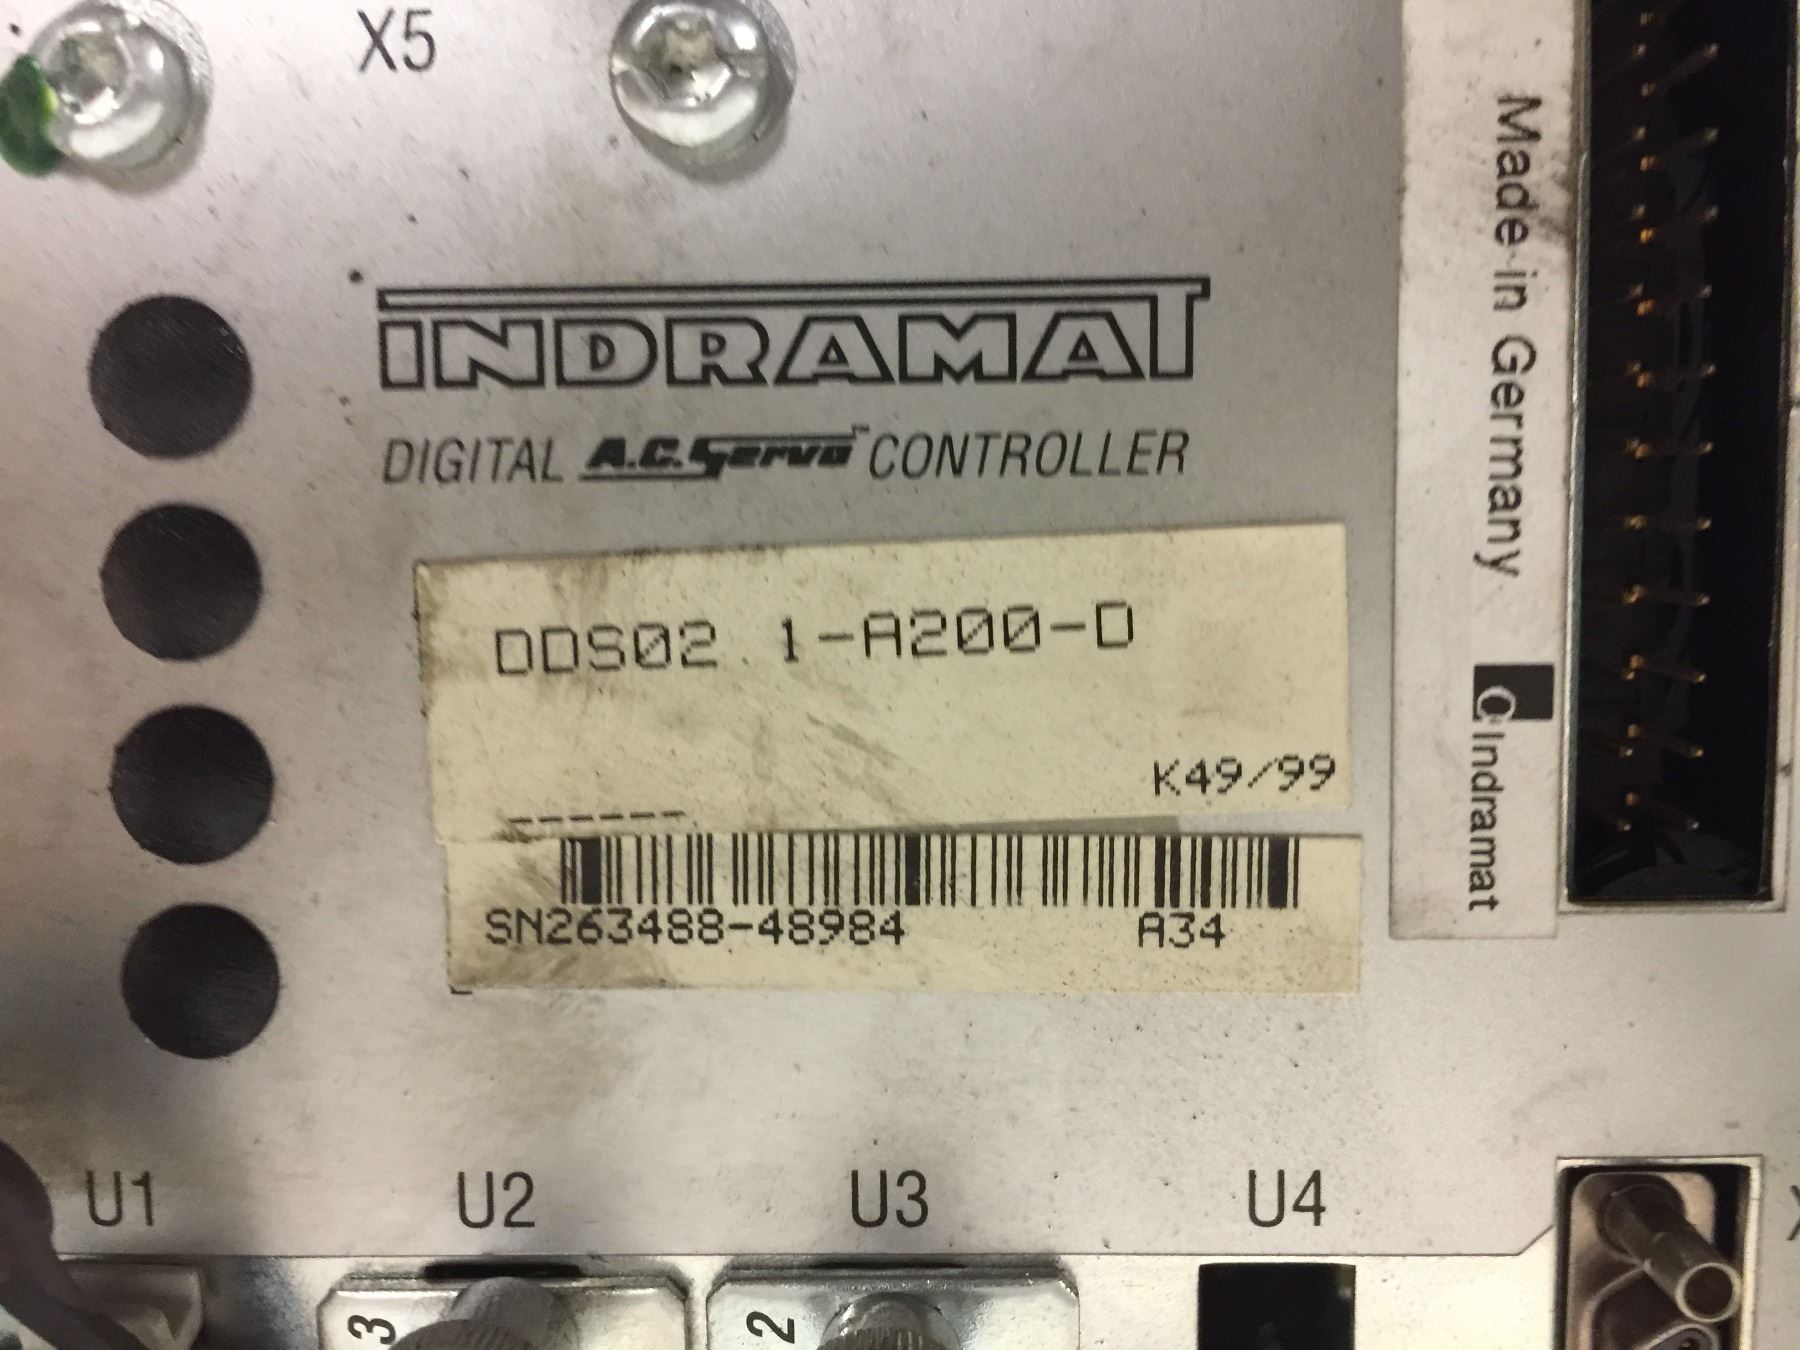 X5
INDRAMAT
DIGITAL A.C. Servo™ CONTROLLER
DDS02.1-A200-D
K49/99
------
SN263488-48984 A34
Made in Germany
Indramat
U1 U2 U3 U4
3 2